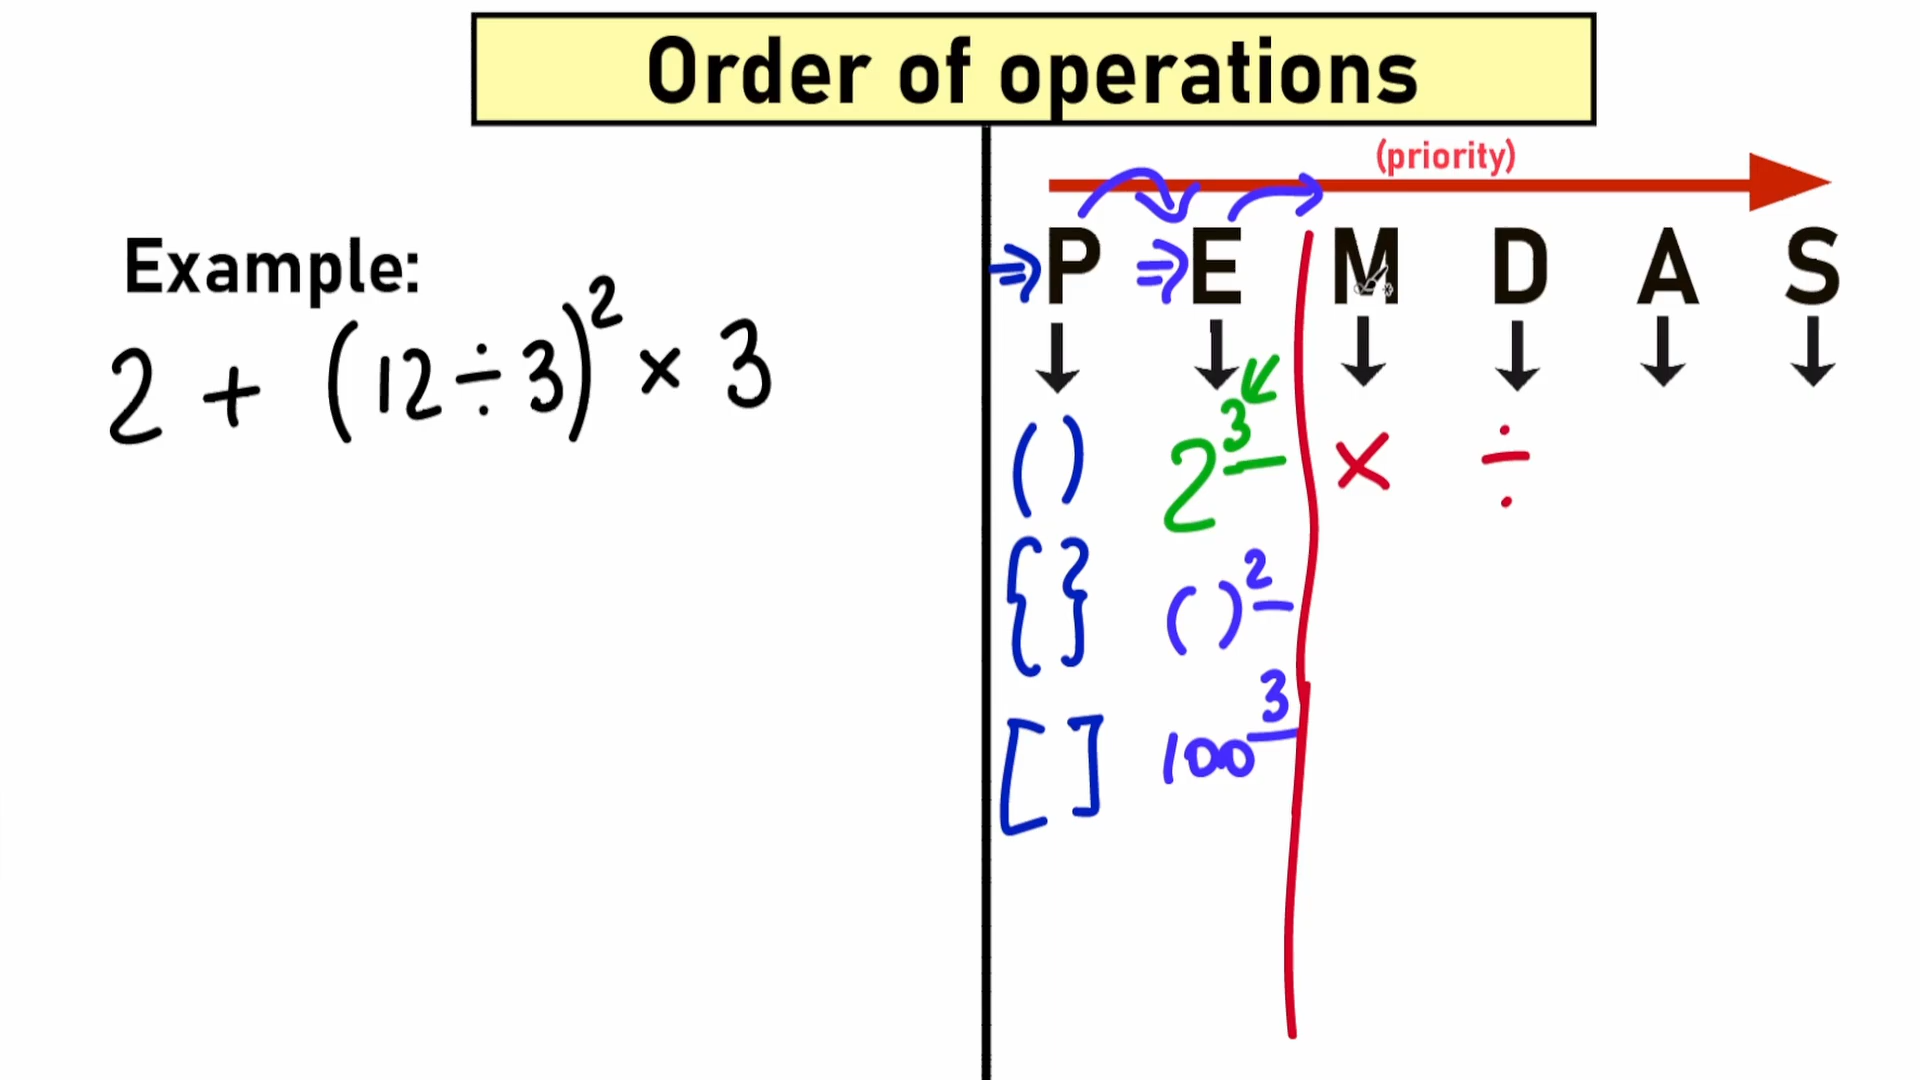 Order of operations
Example:
2 + (12÷3)² × 3
(priority)
P E M D A S
( ) 2³ × ÷
{ } ( )²
[ ] 100³